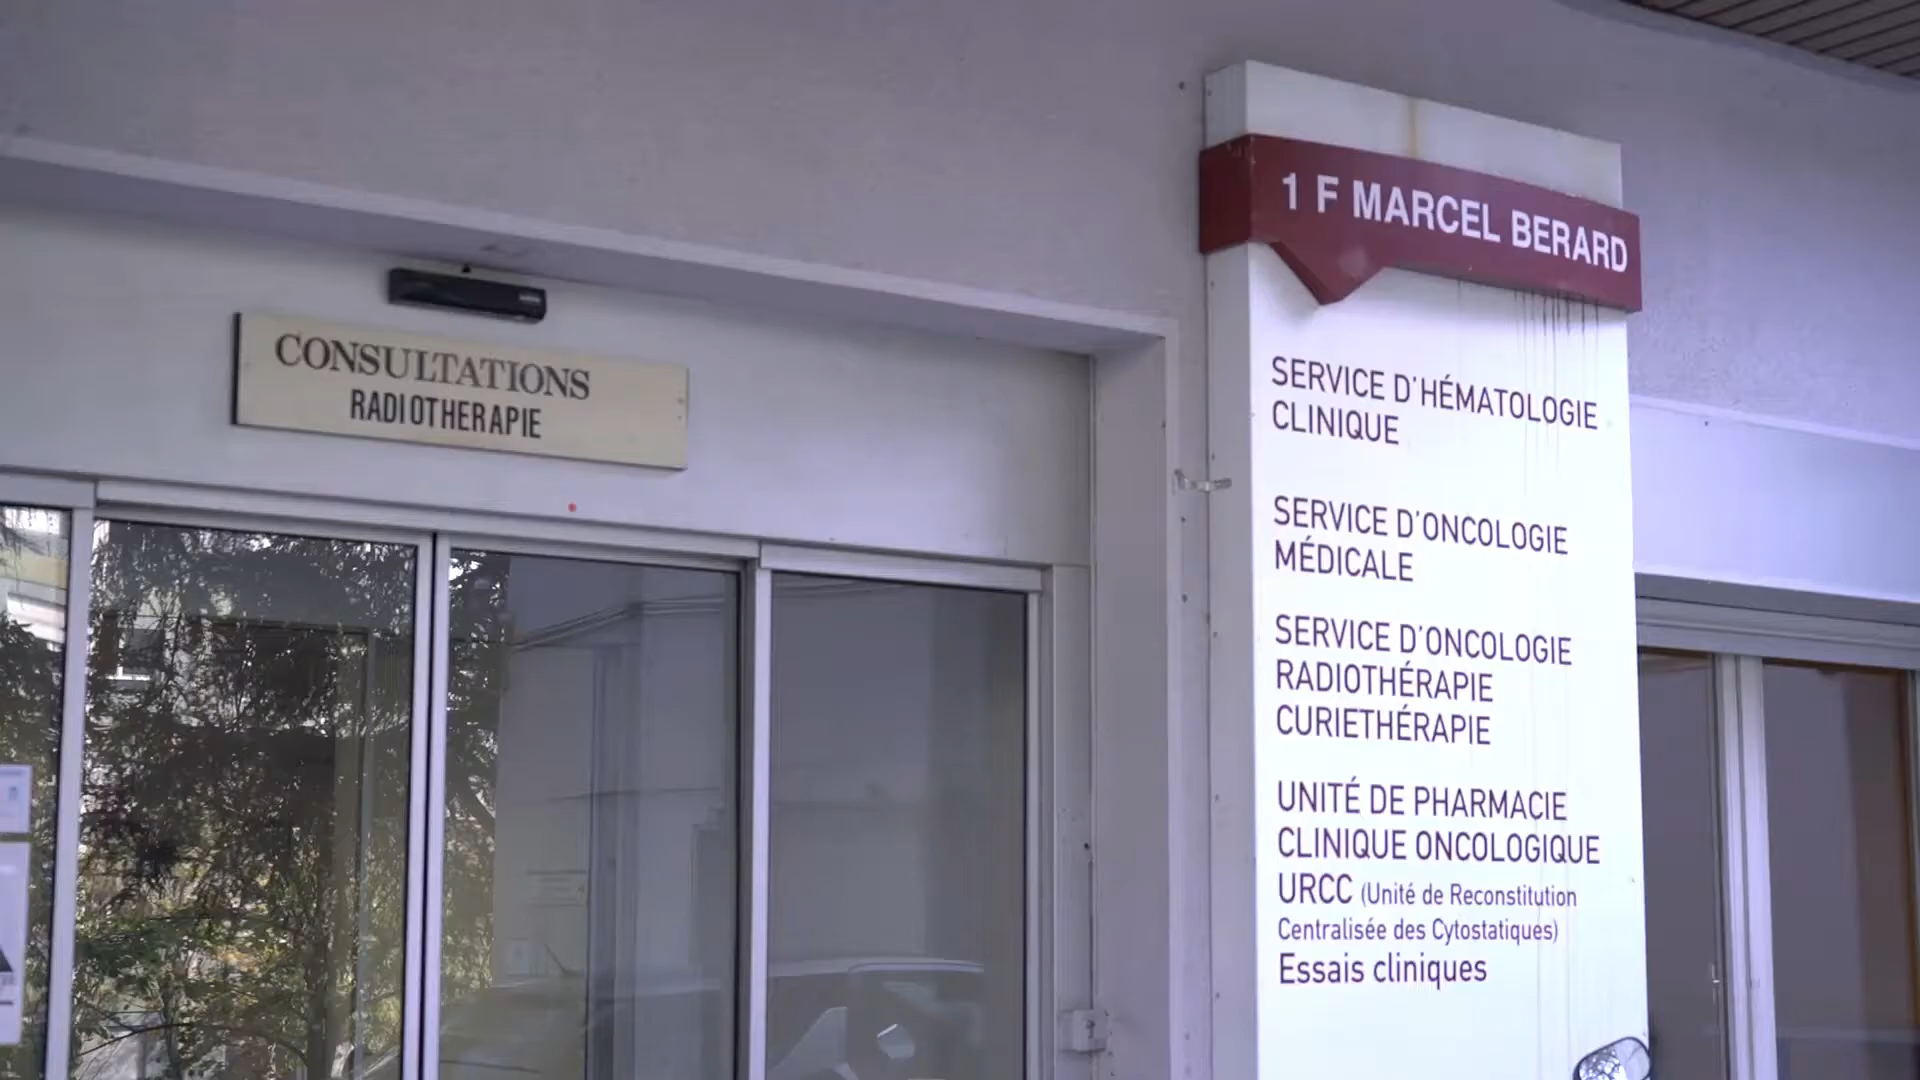 CONSULTATIONS
RADIOTHERAPIE
1 F MARCEL BERARD
SERVICE D'HÉMATOLOGIE
CLINIQUE
SERVICE D'ONCOLOGIE
MÉDICALE
SERVICE D'ONCOLOGIE
RADIOTHÉRAPIE
CURIETHÉRAPIE
UNITÉ DE PHARMACIE
CLINIQUE ONCOLOGIQUE
URCC (Unité de Reconstitution
Centralisée des Cytostatiques)
Essais cliniques